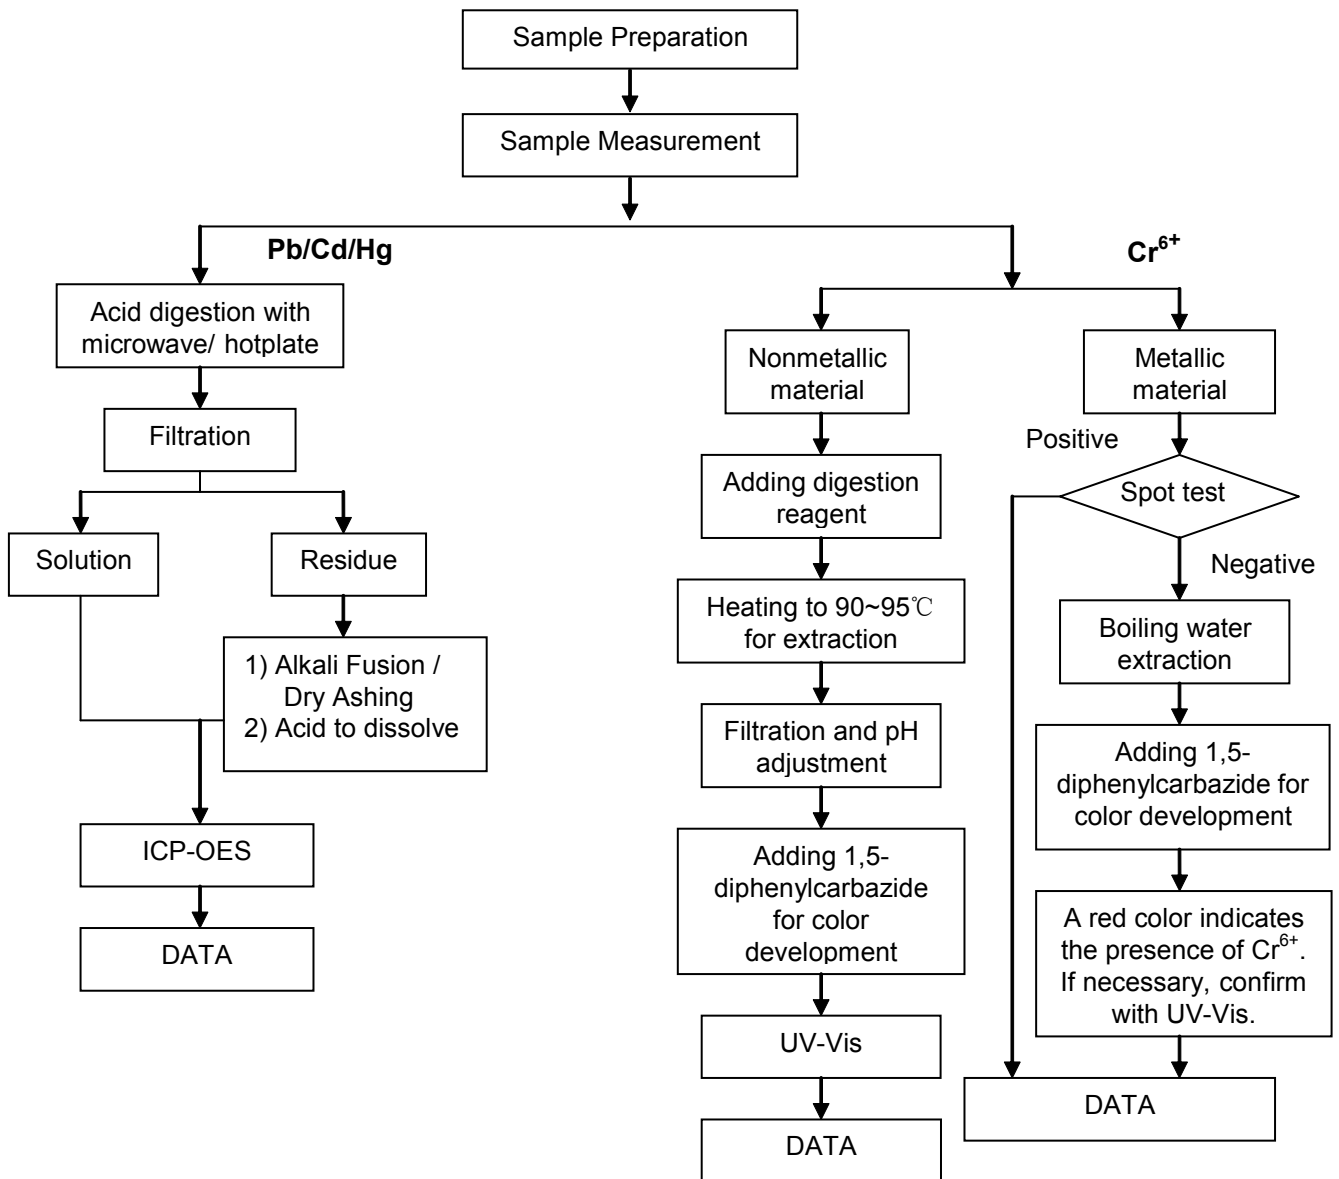 Sample Preparation
Sample Measurement
Pb/Cd/Hg
Acid digestion with
microwave/ hotplate
Filtration
Solution
Residue
1) Alkali Fusion /
Dry Ashing
2) Acid to dissolve
ICP-OES
DATA
Cr⁶⁺
Nonmetallic
material
Adding digestion
reagent
Heating to 90~95℃
for extraction
Filtration and pH
adjustment
Adding 1,5-
diphenylcarbazide
for color
development
UV-Vis
DATA
Metallic
material
Positive
Spot test
Negative
Boiling water
extraction
Adding 1,5-
diphenylcarbazide for
color development
A red color indicates
the presence of Cr⁶⁺.
If necessary, confirm
with UV-Vis.
DATA